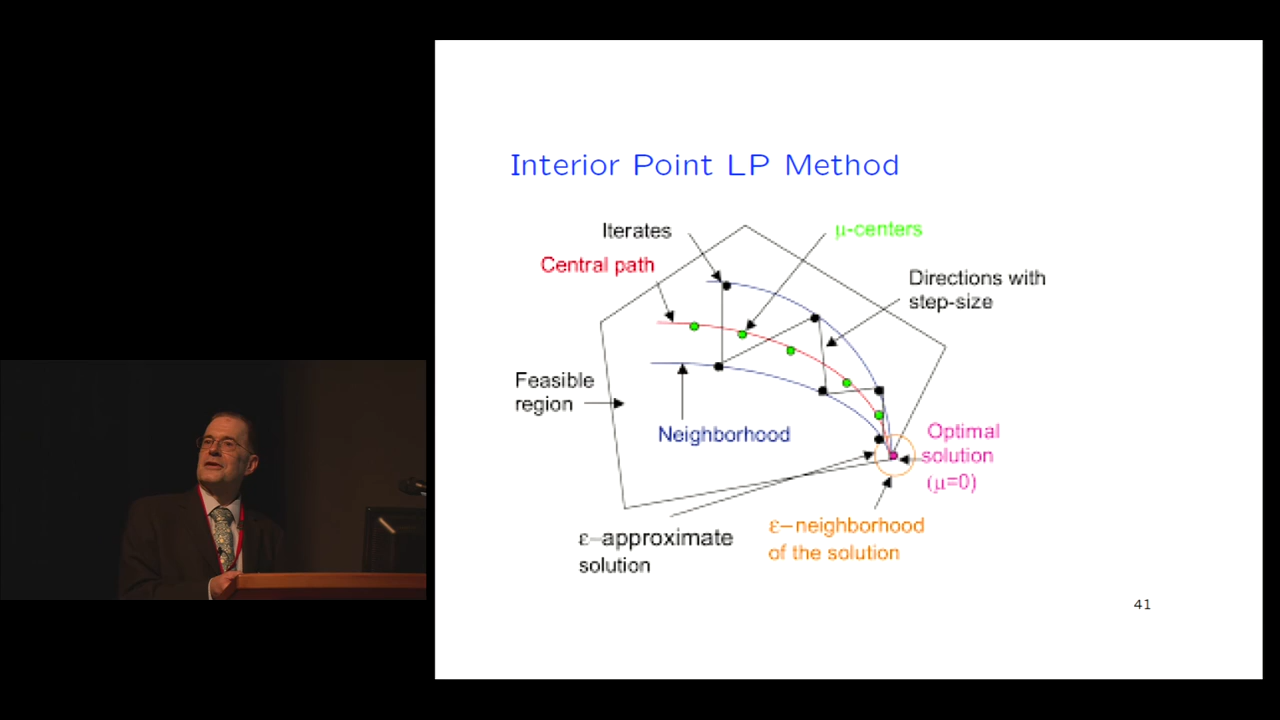 Interior Point LP Method
Iterates
μ-centers
Central path
Directions with
step-size
Feasible
region
Neighborhood
Optimal
solution
(μ=0)
ε–approximate
solution
ε–neighborhood
of the solution
41